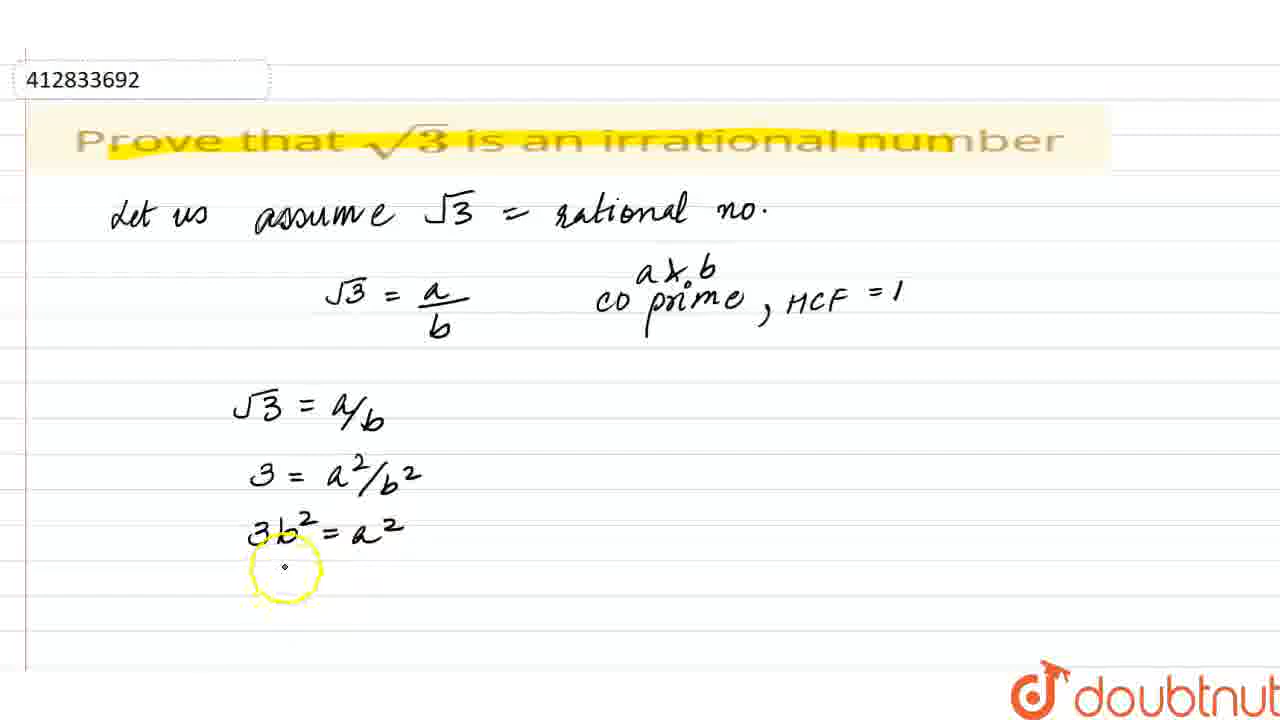 412833692
Prove that √3 is an irrational number
Let us assume √3 = rational no.
a & b
√3 = a/b co prime, HCF = 1
√3 = a/b
3 = a²/b²
3b² = a²
doubtnut